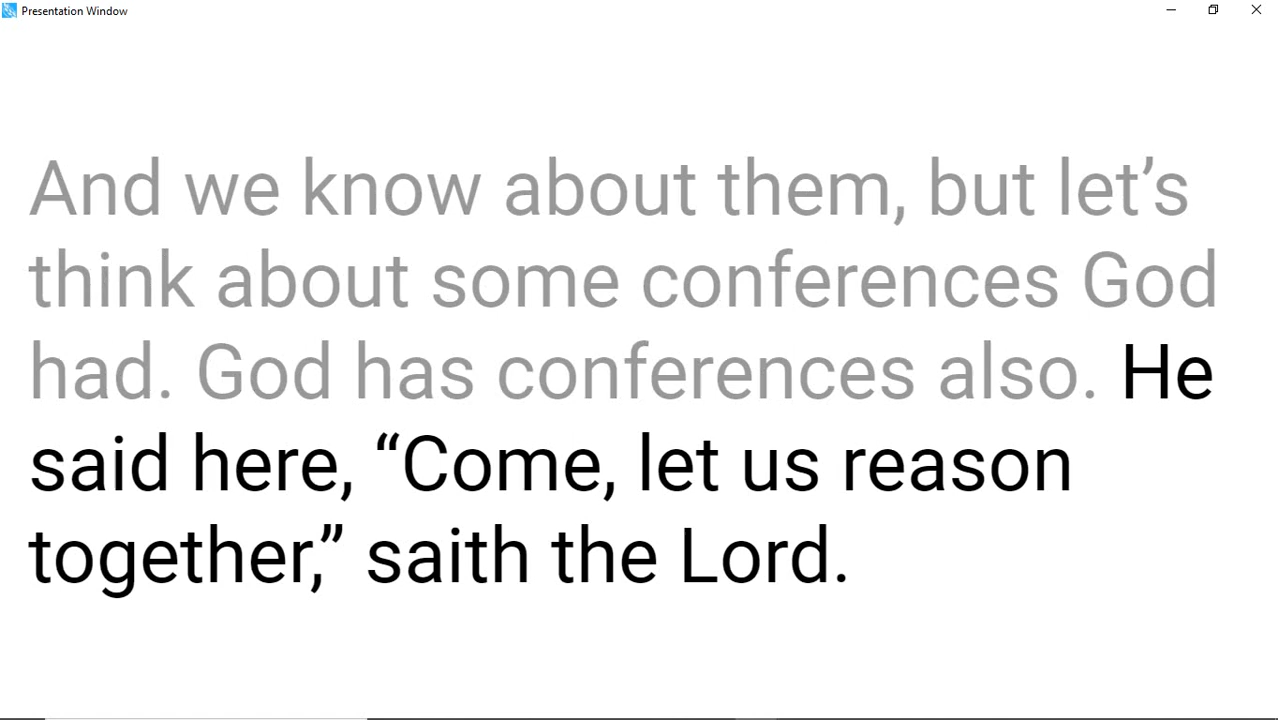 Presentation Window
And we know about them, but let’s
think about some conferences God
had. God has conferences also. He
said here, “Come, let us reason
together,” saith the Lord.